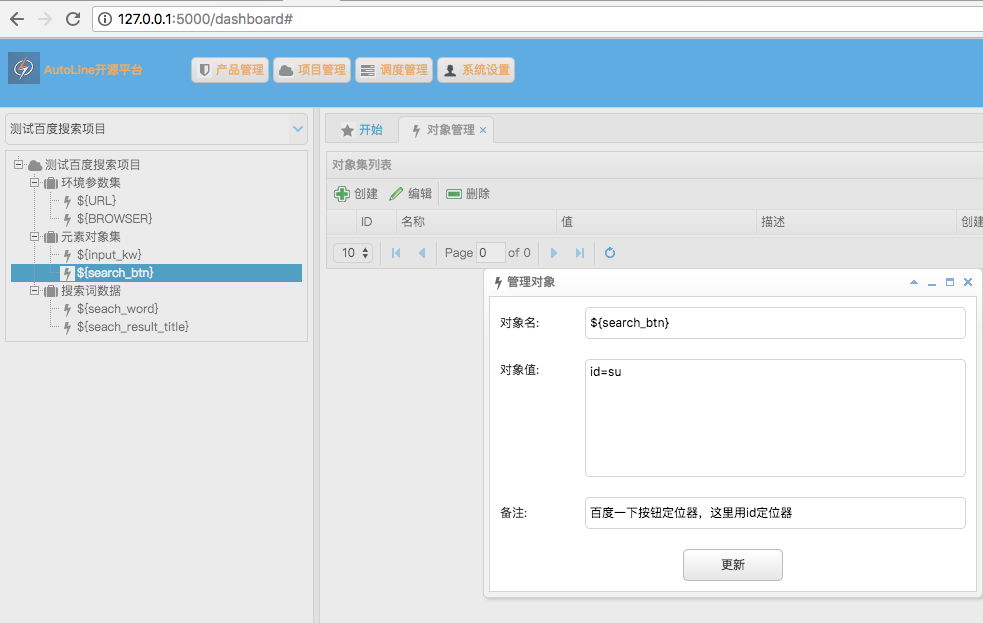 127.0.0.1:5000/dashboard#
AutoLine开源平台
产品管理
项目管理
调度管理
系统设置
测试百度搜索项目
开始
对象管理
测试百度搜索项目
环境参数集
${URL}
${BROWSER}
元素对象集
${input_kw}
${search_btn}
搜索词数据
${seach_word}
${seach_result_title}
对象集列表
创建 编辑 删除
ID 名称 值 描述 创建
10 Page 0 of 0
管理对象
对象名: ${search_btn}
对象值: id=su
备注: 百度一下按钮定位器，这里用id定位器
更新